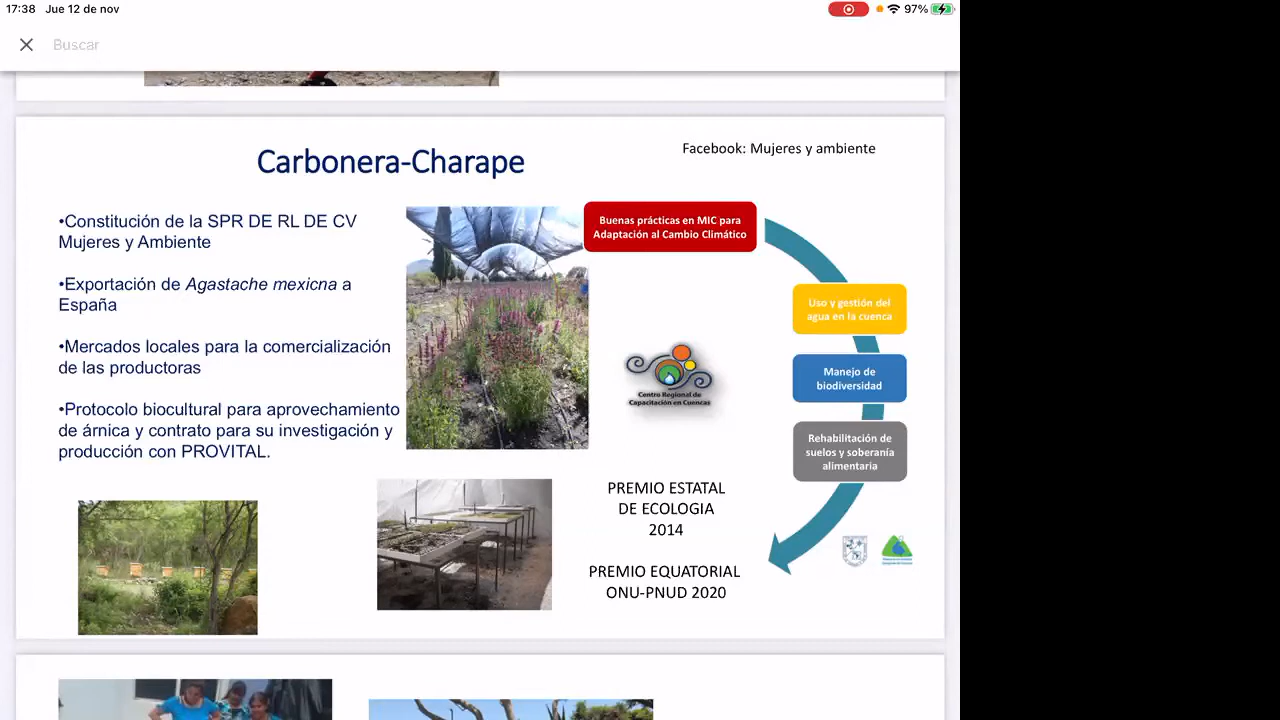 17:38 Jue 12 de nov
97%
Buscar
Carbonera-Charape
Facebook: Mujeres y ambiente
•Constitución de la SPR DE RL DE CV
Mujeres y Ambiente
•Exportación de Agastache mexicna a
España
•Mercados locales para la comercialización
de las productoras
•Protocolo biocultural para aprovechamiento
de árnica y contrato para su investigación y
producción con PROVITAL.
Buenas prácticas en MIC para
Adaptación al Cambio Climático
Uso y gestión del
agua en la cuenca
Manejo de
biodiversidad
Rehabilitación de
suelos y soberanía
alimentaria
Centro Regional de
Capacitación en Cuencas
PREMIO ESTATAL
DE ECOLOGIA
2014
PREMIO EQUATORIAL
ONU-PNUD 2020